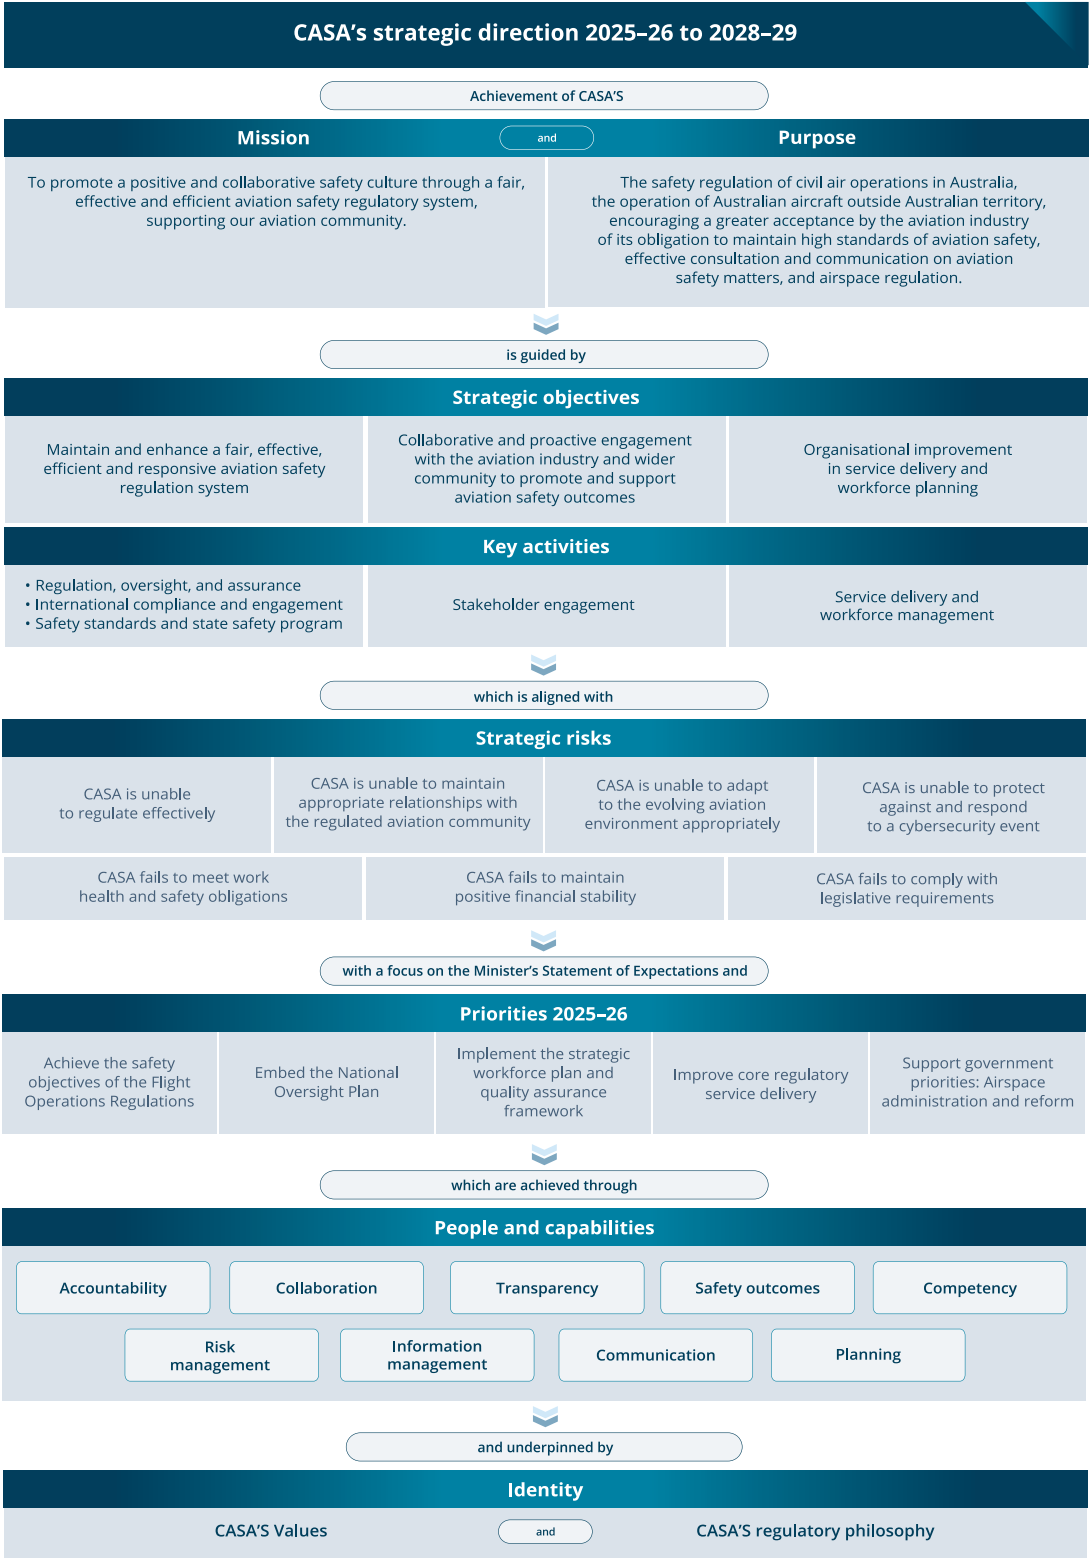 CASA’s strategic direction 2025–26 to 2028–29
Achievement of CASA’S
Mission
and
Purpose
To promote a positive and collaborative safety culture through a fair,
effective and efficient aviation safety regulatory system,
supporting our aviation community.
The safety regulation of civil air operations in Australia,
the operation of Australian aircraft outside Australian territory,
encouraging a greater acceptance by the aviation industry
of its obligation to maintain high standards of aviation safety,
effective consultation and communication on aviation
safety matters, and airspace regulation.
is guided by
Strategic objectives
Maintain and enhance a fair, effective,
efficient and responsive aviation safety
regulation system
Collaborative and proactive engagement
with the aviation industry and wider
community to promote and support
aviation safety outcomes
Organisational improvement
in service delivery and
workforce planning
Key activities
• Regulation, oversight, and assurance
• International compliance and engagement
• Safety standards and state safety program
Stakeholder engagement
Service delivery and
workforce management
which is aligned with
Strategic risks
CASA is unable
to regulate effectively
CASA is unable to maintain
appropriate relationships with
the regulated aviation community
CASA is unable to adapt
to the evolving aviation
environment appropriately
CASA is unable to protect
against and respond
to a cybersecurity event
CASA fails to meet work
health and safety obligations
CASA fails to maintain
positive financial stability
CASA fails to comply with
legislative requirements
with a focus on the Minister’s Statement of Expectations and
Priorities 2025–26
Achieve the safety
objectives of the Flight
Operations Regulations
Embed the National
Oversight Plan
Implement the strategic
workforce plan and
quality assurance
framework
Improve core regulatory
service delivery
Support government
priorities: Airspace
administration and reform
which are achieved through
People and capabilities
Accountability
Collaboration
Transparency
Safety outcomes
Competency
Risk
management
Information
management
Communication
Planning
and underpinned by
Identity
CASA’S Values
and
CASA’S regulatory philosophy